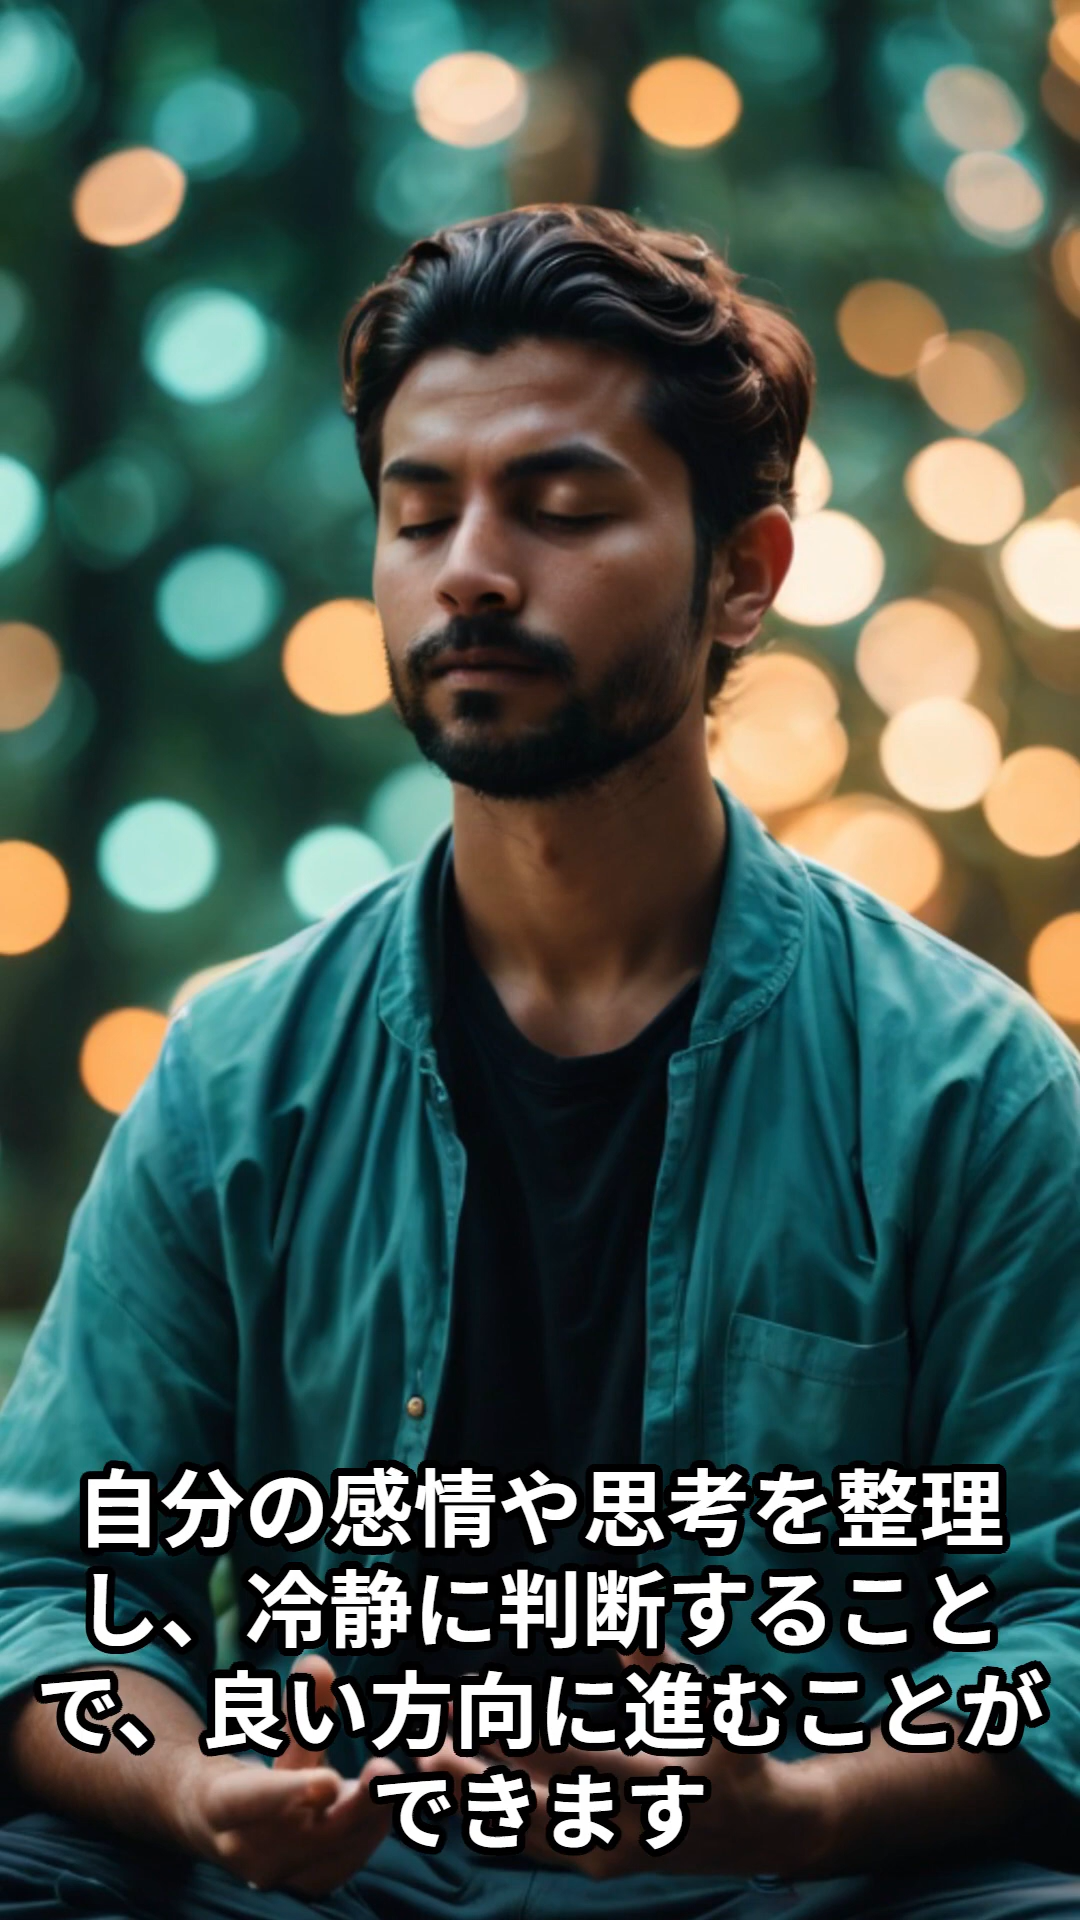 自分の感情や思考を整理
し、冷静に判断すること
で、良い方向に進むことが
できます